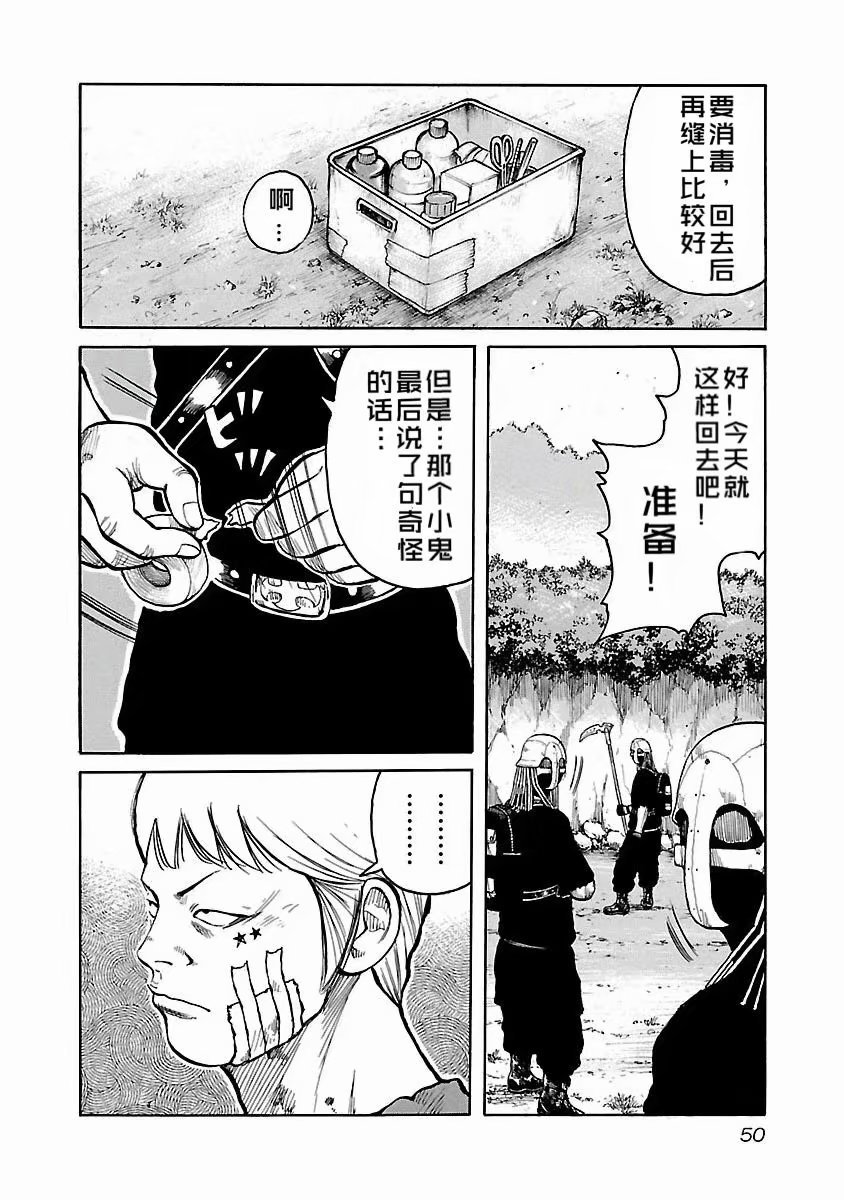 要消毒，回去后
再缝上比较好
啊…
好！今天就
这样回去吧！
准备！
但是…那个小鬼
最后说了句奇怪
的话…
ビッ
………
………
50